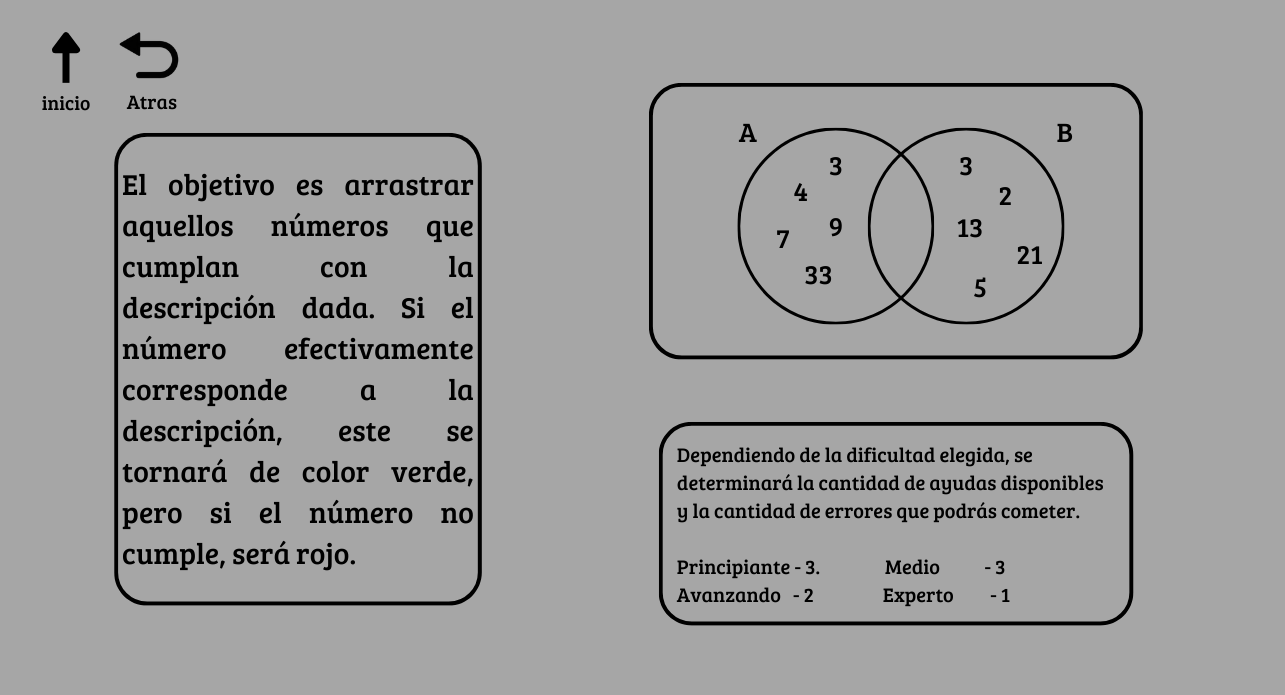 inicio Atras
El objetivo es arrastrar
aquellos números que
cumplan con la
descripción dada. Si el
número efectivamente
corresponde a la
descripción, este se
tornará de color verde,
pero si el número no
cumple, será rojo.
A B
3 3
4 2
7 9 13
21
33 5
Dependiendo de la dificultad elegida, se
determinará la cantidad de ayudas disponibles
y la cantidad de errores que podrás cometer.
Principiante - 3. Medio - 3
Avanzando - 2 Experto - 1